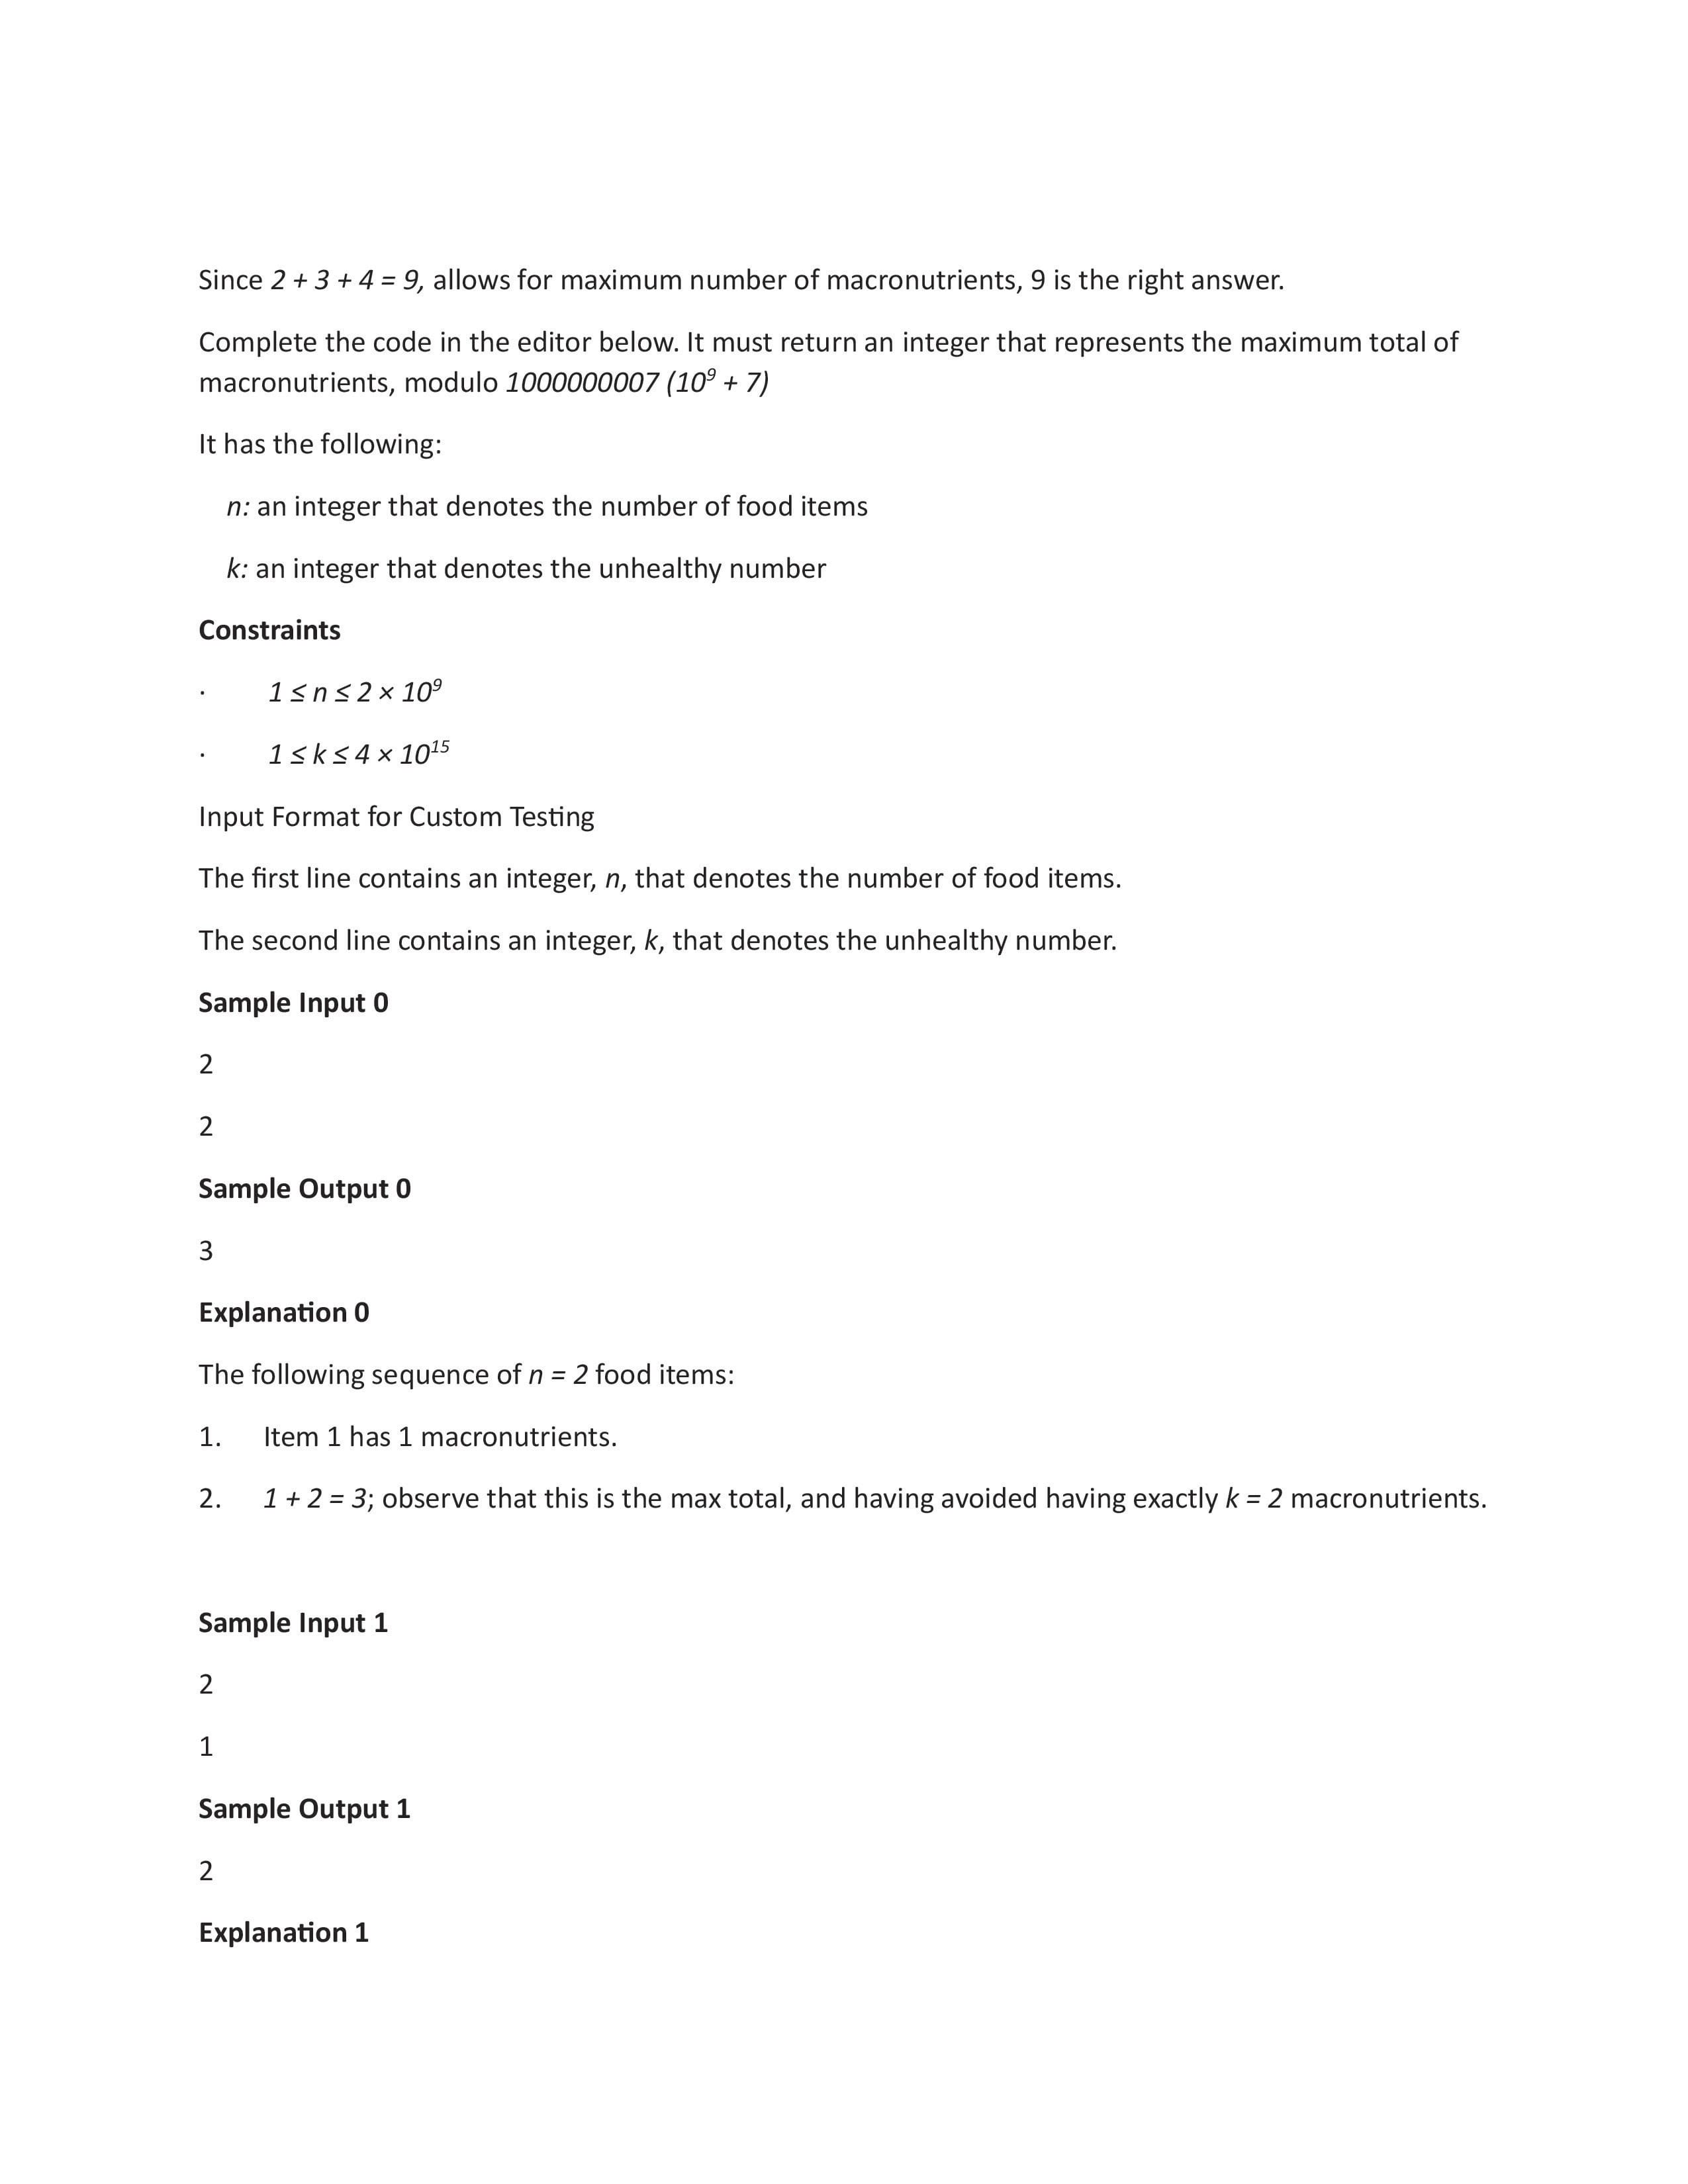 Since 2 + 3 + 4 = 9, allows for maximum number of macronutrients, 9 is the right answer.
Complete the code in the editor below. It must return an integer that represents the maximum total of
macronutrients, modulo 1000000007 (10⁹ + 7)
It has the following:
n: an integer that denotes the number of food items
k: an integer that denotes the unhealthy number
Constraints
· 1 ≤ n ≤ 2 × 10⁹
· 1 ≤ k ≤ 4 × 10¹⁵
Input Format for Custom Testing
The first line contains an integer, n, that denotes the number of food items.
The second line contains an integer, k, that denotes the unhealthy number.
Sample Input 0
2
2
Sample Output 0
3
Explanation 0
The following sequence of n = 2 food items:
1. Item 1 has 1 macronutrients.
2. 1 + 2 = 3; observe that this is the max total, and having avoided having exactly k = 2 macronutrients.
Sample Input 1
2
1
Sample Output 1
2
Explanation 1